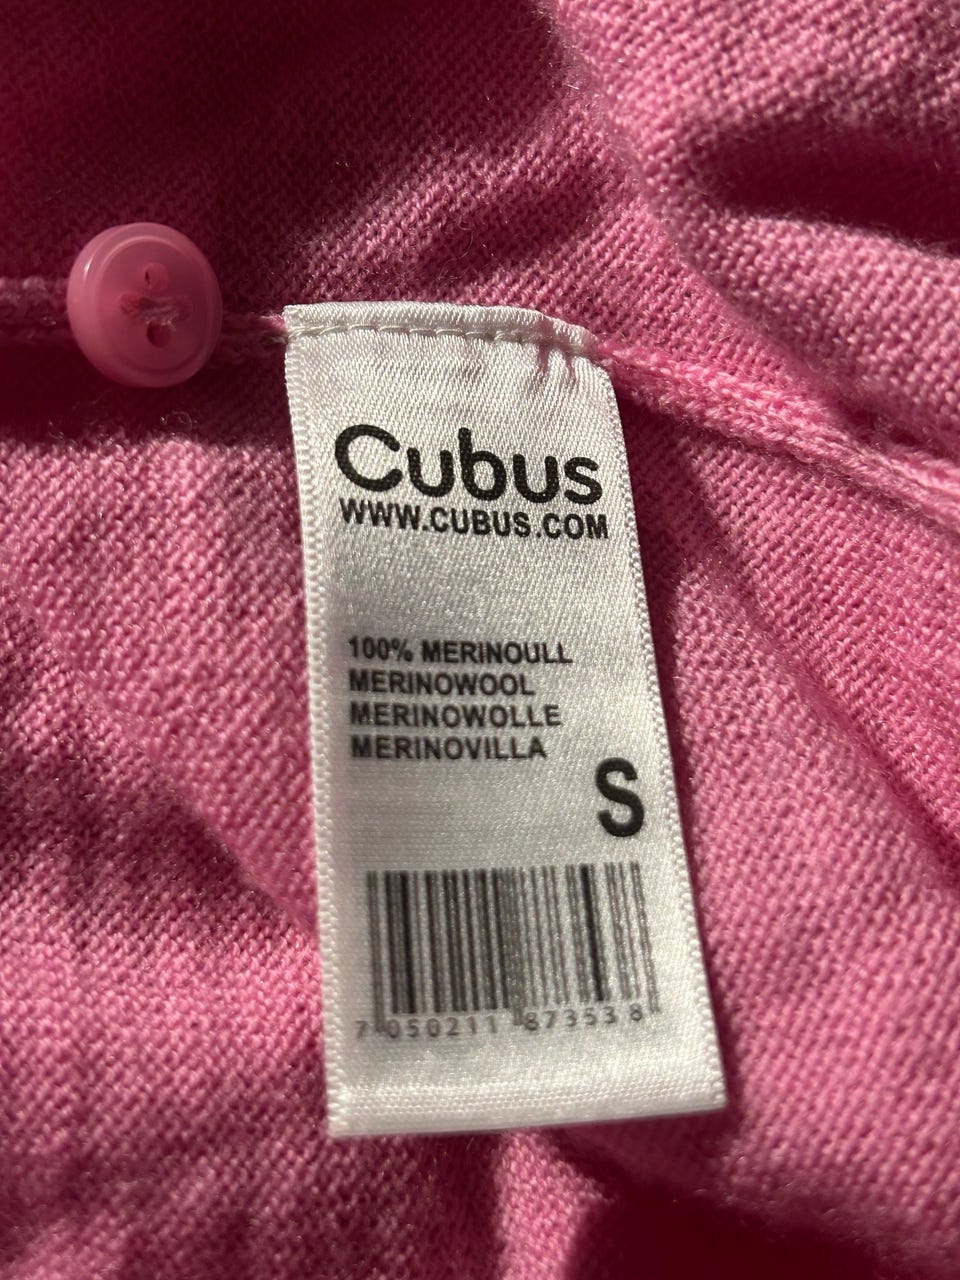 Cubus
WWW.CUBUS.COM
100% MERINOULL
MERINOWOOL
MERINOWOLLE
MERINOVILLA
S
7 050211 873538